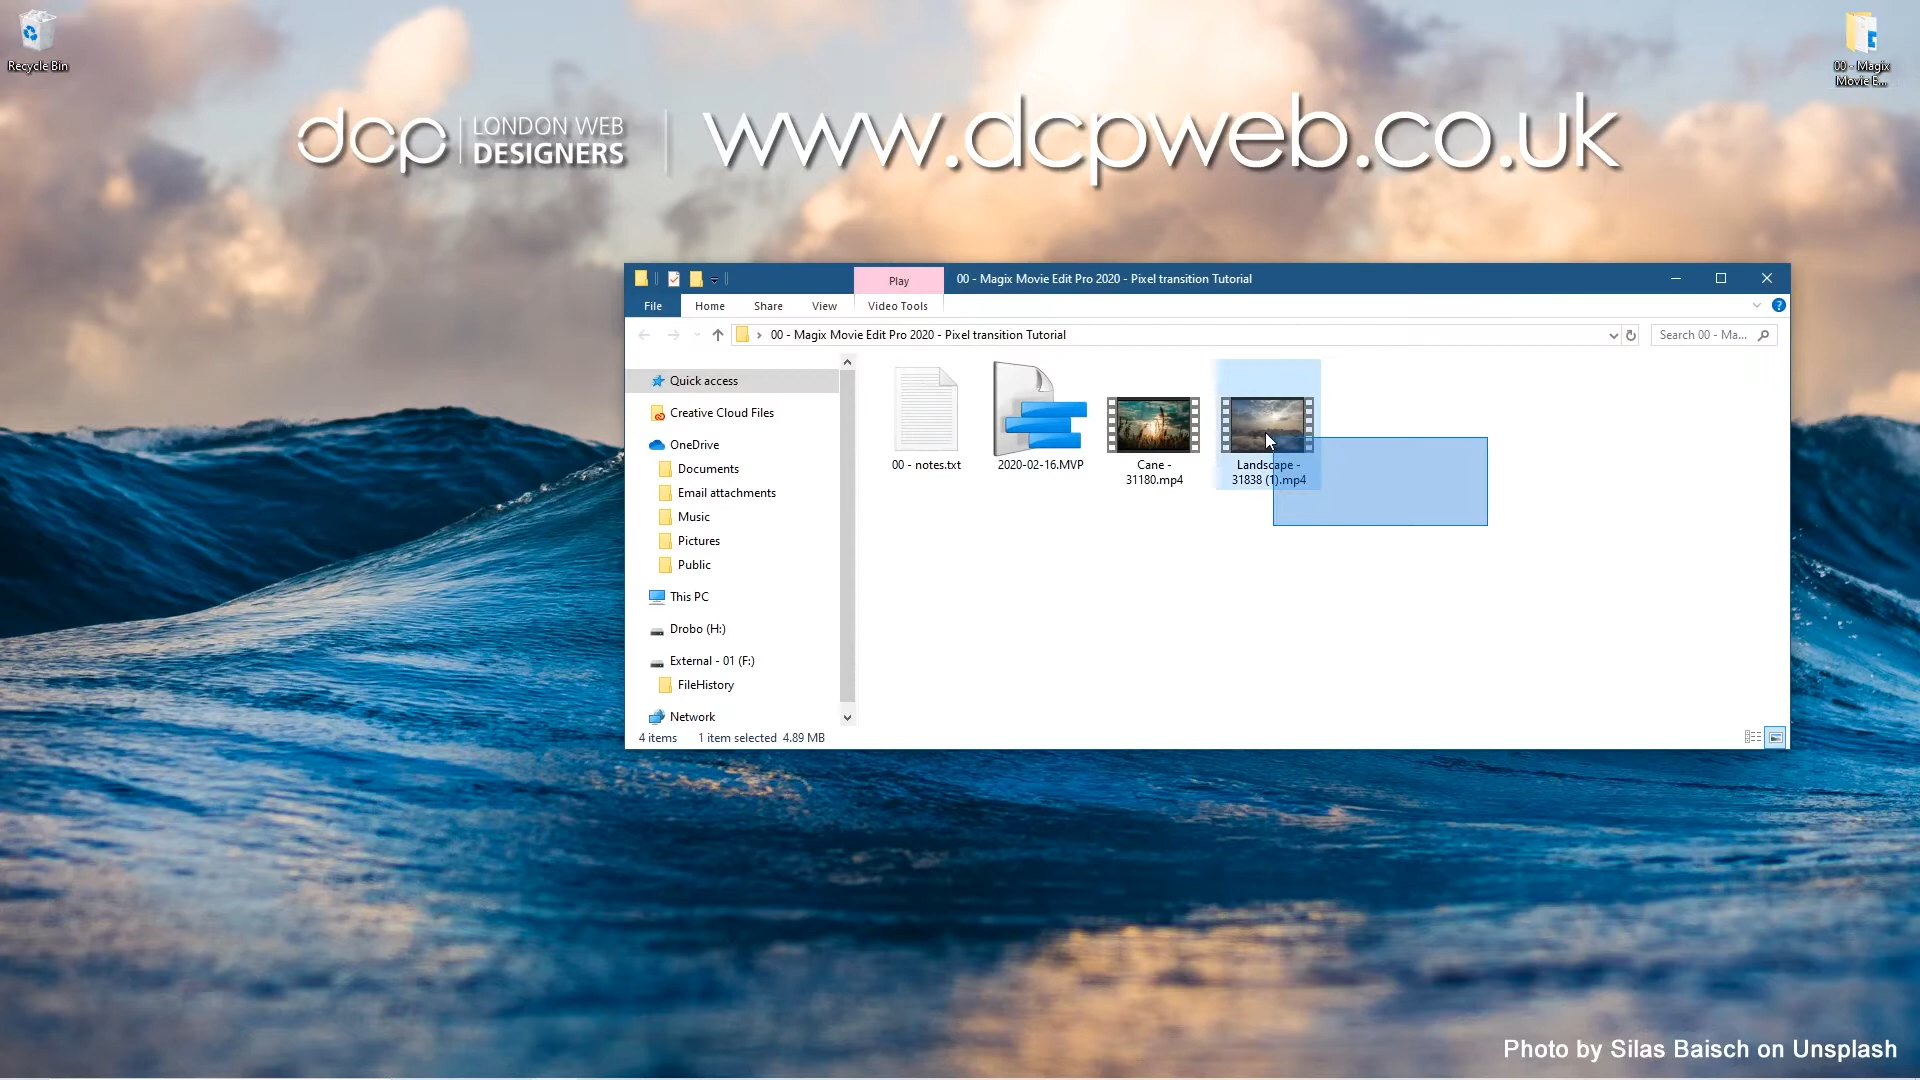 Recycle Bin
00 - Magix
Movie E...
dcp
LONDON WEB
DESIGNERS
www.dcpweb.co.uk
Play
00 - Magix Movie Edit Pro 2020 - Pixel transition Tutorial
File
Home
Share
View
Video Tools
00 - Magix Movie Edit Pro 2020 - Pixel transition Tutorial
Search 00 - Ma...
Quick access
Creative Cloud Files
OneDrive
Documents
Email attachments
Music
Pictures
Public
This PC
Drobo (H:)
External - 01 (F:)
FileHistory
Network
00 - notes.txt
2020-02-16.MVP
Cane -
31180.mp4
Landscape -
31838 (1).mp4
4 items
1 item selected 4.89 MB
Photo by Silas Baisch on Unsplash